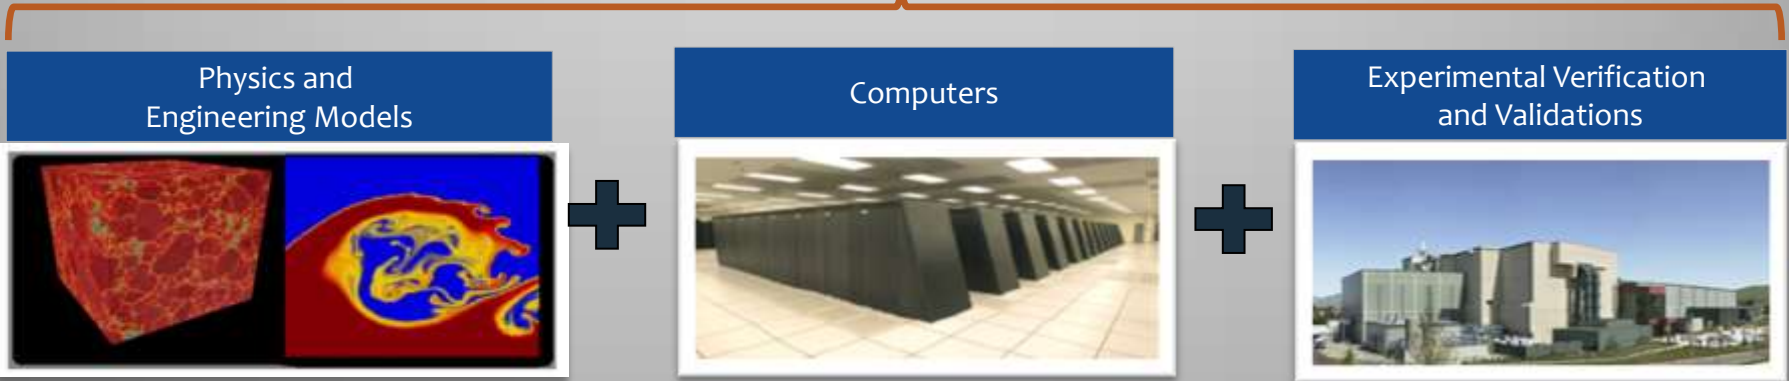 Physics and
Engineering Models
Computers
Experimental Verification
and Validations